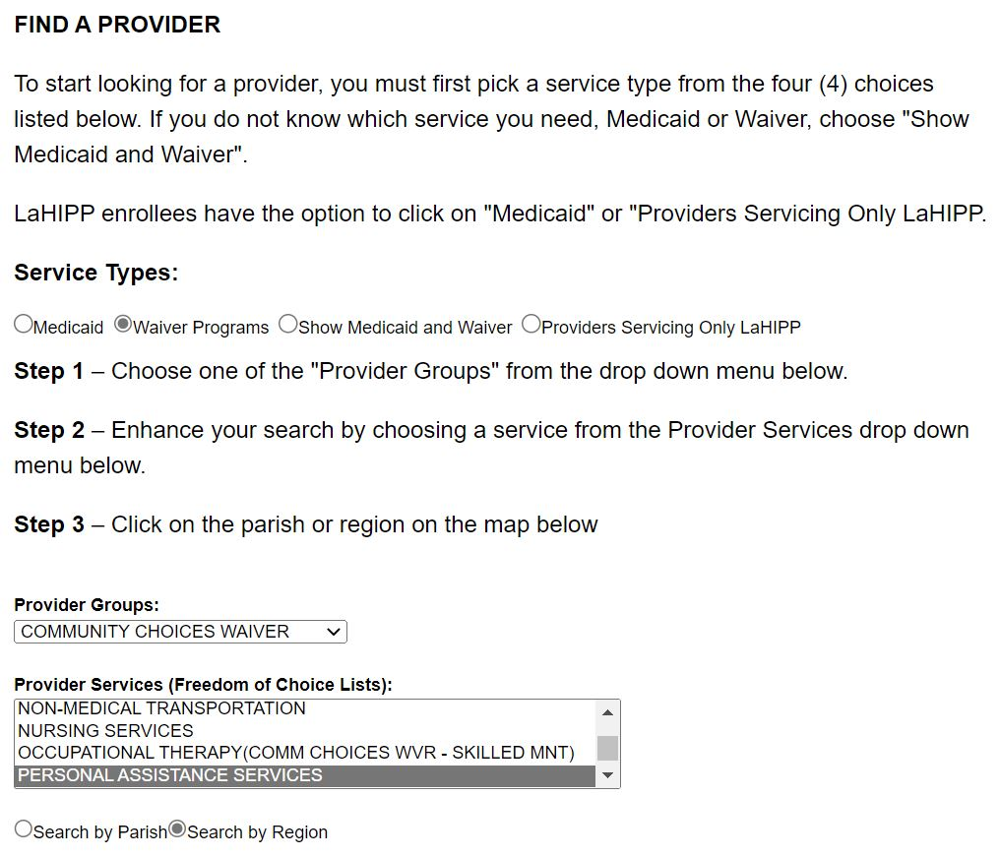 FIND A PROVIDER
To start looking for a provider, you must first pick a service type from the four (4) choices
listed below. If you do not know which service you need, Medicaid or Waiver, choose "Show
Medicaid and Waiver".
LaHIPP enrollees have the option to click on "Medicaid" or "Providers Servicing Only LaHIPP.
Service Types:
Medicaid Waiver Programs Show Medicaid and Waiver Providers Servicing Only LaHIPP
Step 1 – Choose one of the "Provider Groups" from the drop down menu below.
Step 2 – Enhance your search by choosing a service from the Provider Services drop down
menu below.
Step 3 – Click on the parish or region on the map below
Provider Groups:
COMMUNITY CHOICES WAIVER
Provider Services (Freedom of Choice Lists):
NON-MEDICAL TRANSPORTATION
NURSING SERVICES
OCCUPATIONAL THERAPY(COMM CHOICES WVR - SKILLED MNT)
PERSONAL ASSISTANCE SERVICES
Search by Parish Search by Region